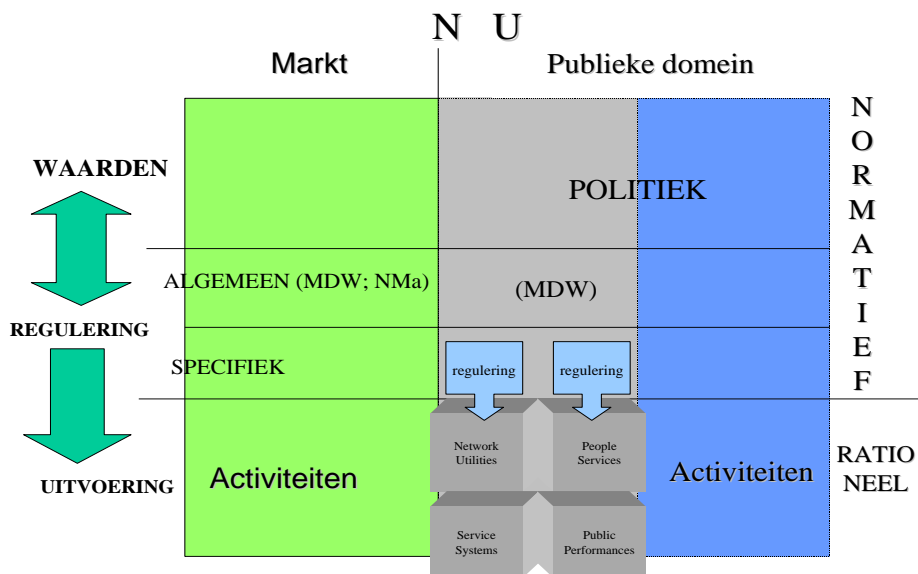 N U
Markt
Publieke domein
WAARDEN
POLITIEK
ALGEMEEN (MDW; NMa)
(MDW)
REGULERING
SPECIFIEK
regulering
regulering
Network
Utilities
People
Services
UITVOERING
Activiteiten
Activiteiten
Service
Systems
Public
Performances
N
O
R
M
A
T
I
E
F
RATIO
NEEL